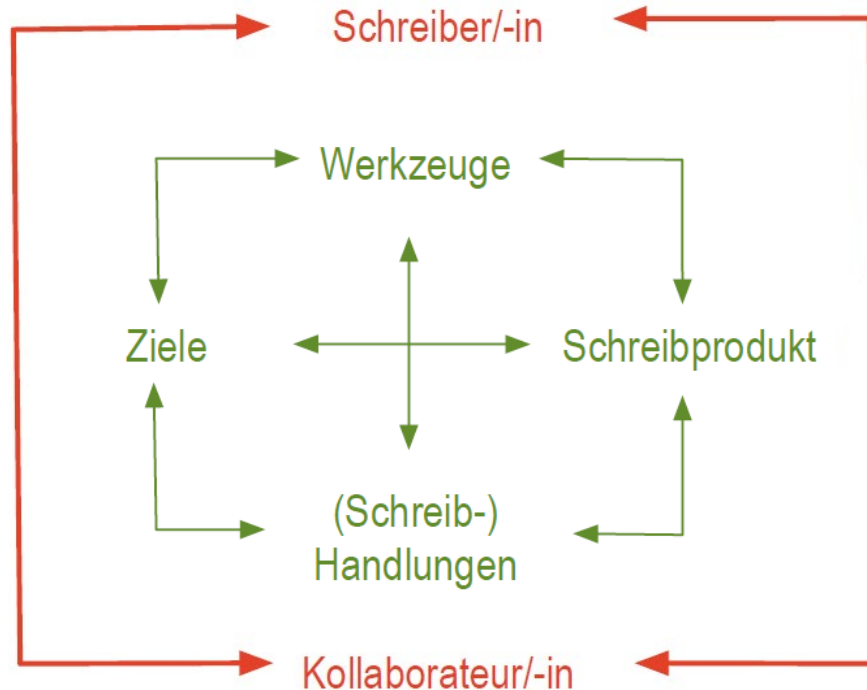 Schreiber/-in
Werkzeuge
Ziele
Schreibprodukt
(Schreib-)
Handlungen
Kollaborateur/-in